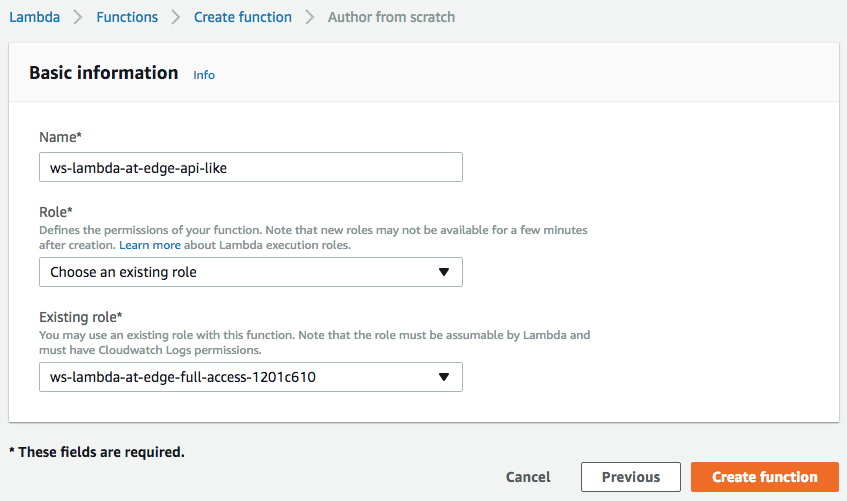 Lambda > Functions > Create function > Author from scratch
Basic information Info
Name*
ws-lambda-at-edge-api-like
Role*
Defines the permissions of your function. Note that new roles may not be available for a few minutes
after creation. Learn more about Lambda execution roles.
Choose an existing role
Existing role*
You may use an existing role with this function. Note that the role must be assumable by Lambda and
must have Cloudwatch Logs permissions.
ws-lambda-at-edge-full-access-1201c610
* These fields are required.
Cancel Previous Create function